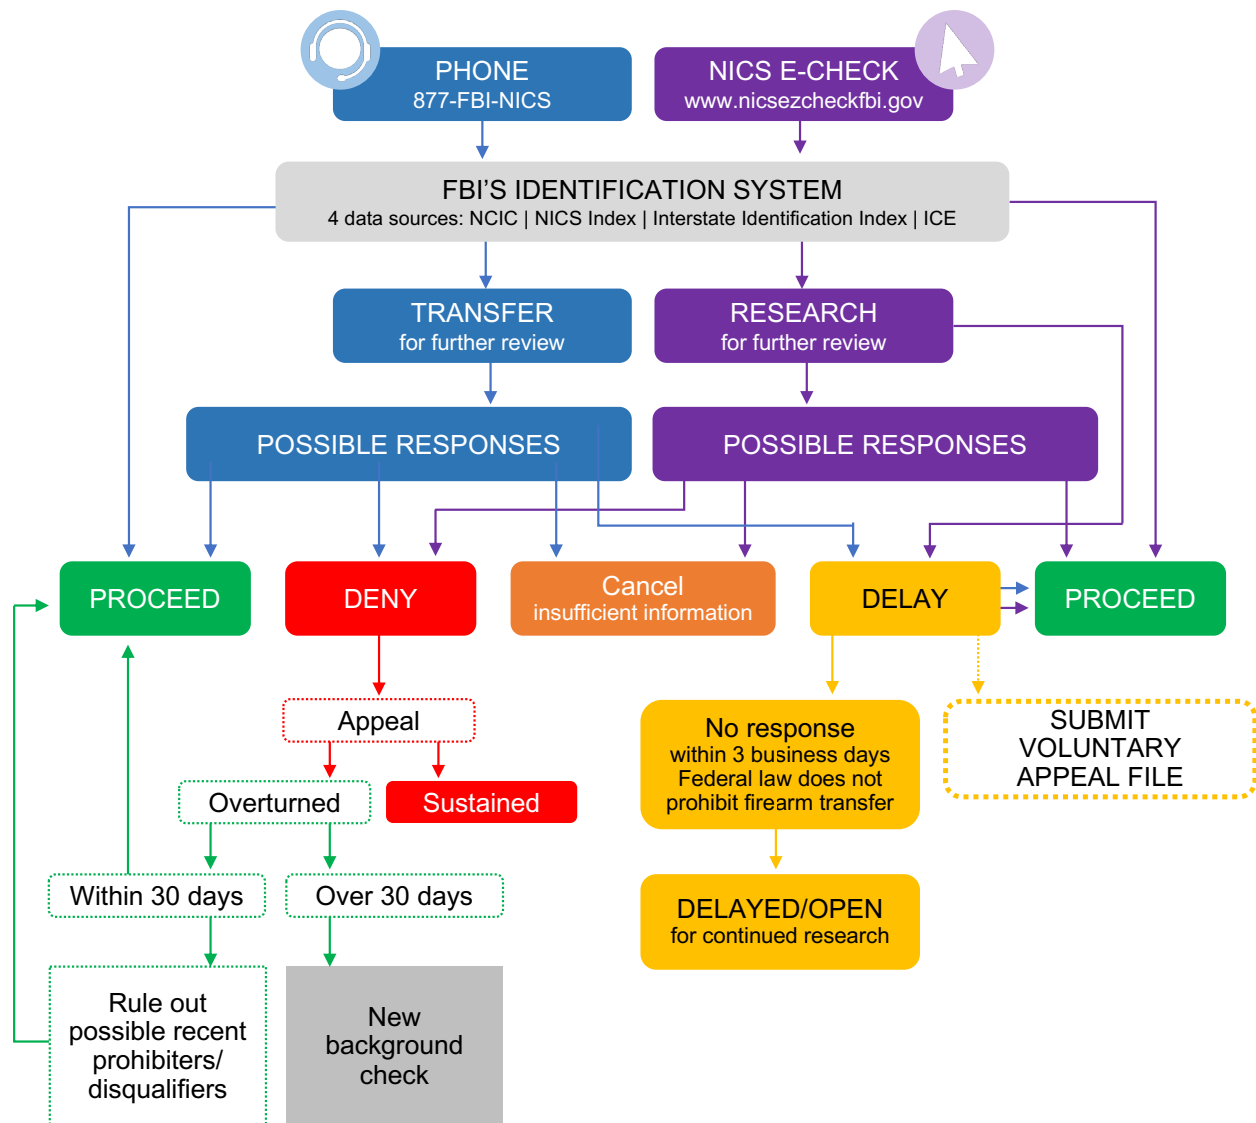 PHONE
877-FBI-NICS
NICS E-CHECK
www.nicsezcheckfbi.gov
FBI’S IDENTIFICATION SYSTEM
4 data sources: NCIC | NICS Index | Interstate Identification Index | ICE
TRANSFER
for further review
RESEARCH
for further review
POSSIBLE RESPONSES
POSSIBLE RESPONSES
PROCEED
DENY
Cancel
insufficient information
DELAY
PROCEED
Appeal
Overturned
Sustained
Within 30 days
Over 30 days
Rule out
possible recent
prohibiters/
disqualifiers
New
background
check
No response
within 3 business days
Federal law does not
prohibit firearm transfer
DELAYED/OPEN
for continued research
SUBMIT
VOLUNTARY
APPEAL FILE